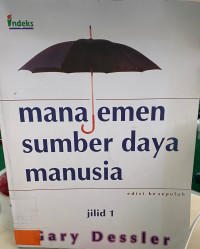 indeks
manajemen
sumber daya
manusia
edisi kesepuluh
jilid 1
Gary Dessler